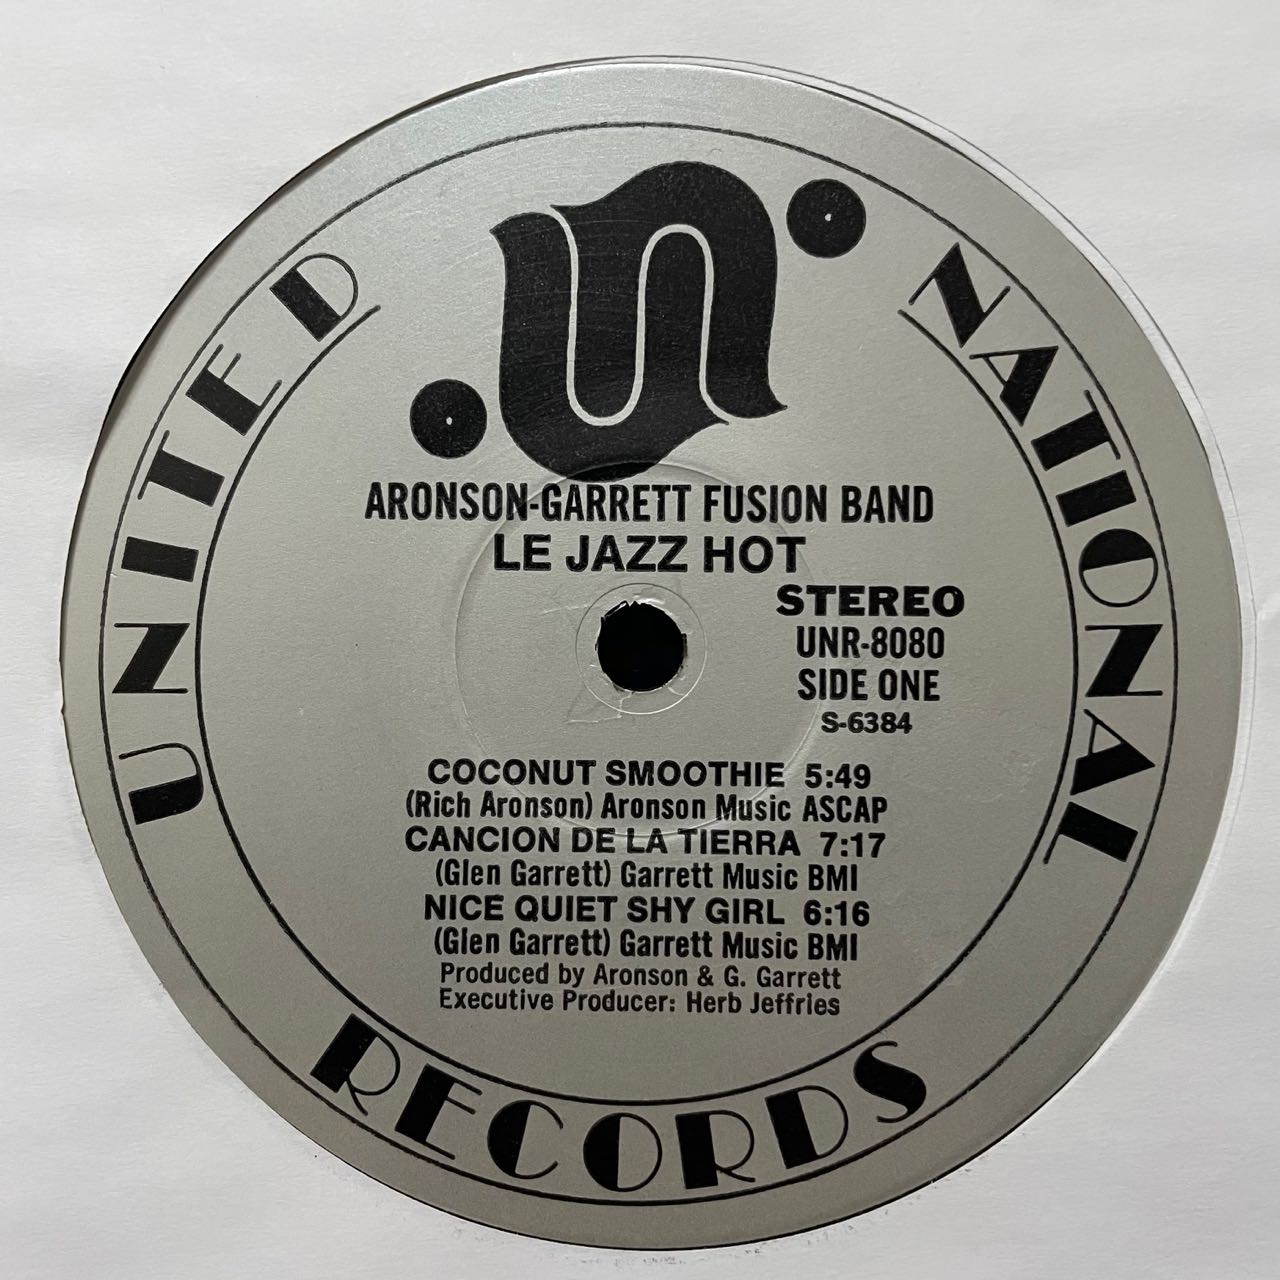 UNITED NATIONAL
ARONSON-GARRETT FUSION BAND
LE JAZZ HOT
STEREO
UNR-8080
SIDE ONE
S-6384
COCONUT SMOOTHIE 5:49
(Rich Aronson) Aronson Music ASCAP
CANCION DE LA TIERRA 7:17
(Glen Garrett) Garrett Music BMI
NICE QUIET SHY GIRL 6:16
(Glen Garrett) Garrett Music BMI
Produced by Aronson & G. Garrett
Executive Producer: Herb Jeffries
RECORDS